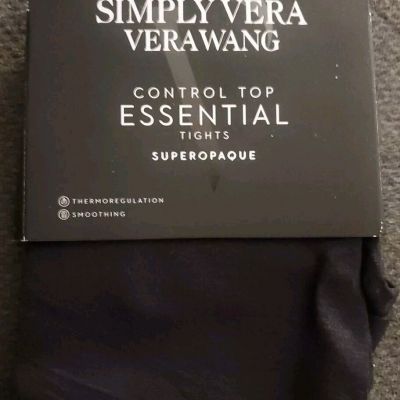 SIMPLY VERA
VERAWANG
CONTROL TOP
ESSENTIAL
TIGHTS
SUPEROPAQUE
THERMOREGULATION
SMOOTHING